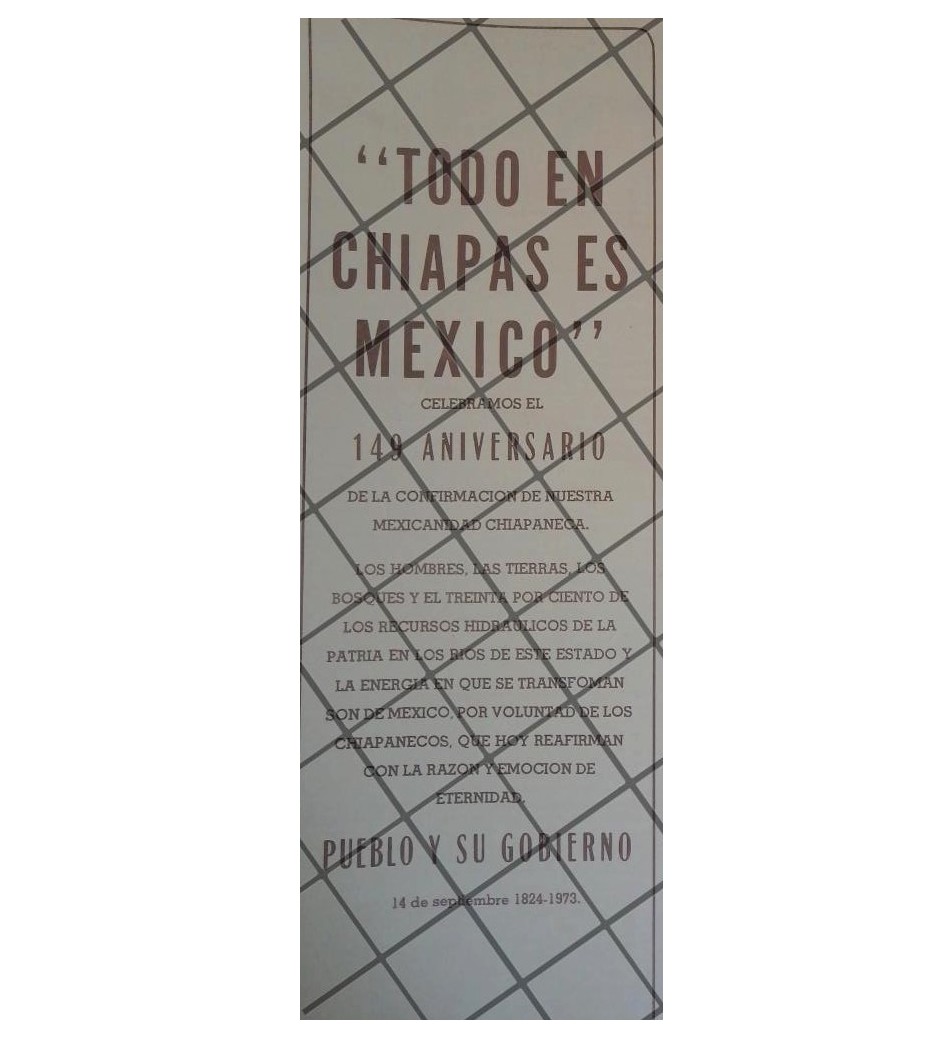 ‘‘TODO EN
CHIAPAS ES
MEXICO’’
CELEBRAMOS EL
149 ANIVERSARIO
DE LA CONFIRMACION DE NUESTRA
MEXICANIDAD CHIAPANECA.
LOS HOMBRES, LAS TIERRAS, LOS
BOSQUES Y EL TREINTA POR CIENTO DE
LOS RECURSOS HIDRAULICOS DE LA
PATRIA EN LOS RIOS DE ESTE ESTADO Y
LA ENERGIA EN QUE SE TRANSFOMAN
SON DE MEXICO, POR VOLUNTAD DE LOS
CHIAPANECOS, QUE HOY REAFIRMAN
CON LA RAZON Y EMOCION DE
ETERNIDAD.
PUEBLO Y SU GOBIERNO
14 de septiembre 1824-1973.